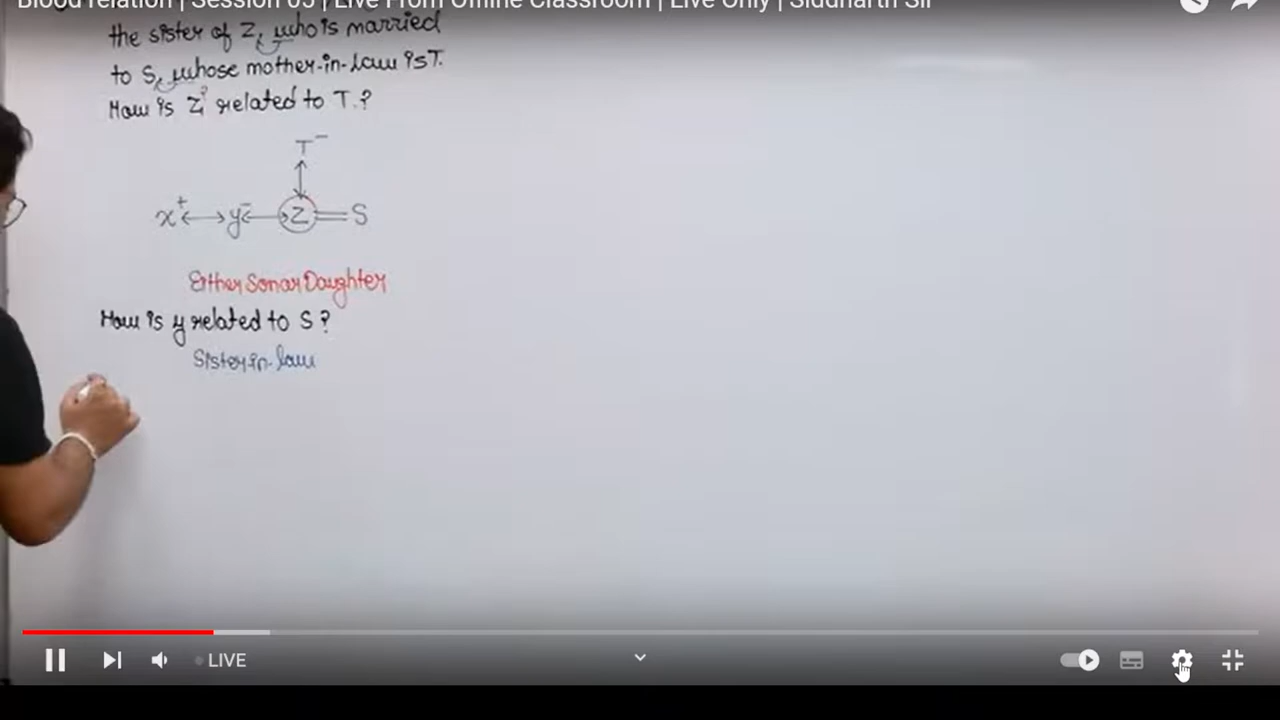 Blood relation | Session 05 | Live From Offline Classroom | Live Only | Siddharth Sir
the sister of Z, who is married
to S, whose mother-in-law is T.
How is Z related to T.?
T −
x + ↔ y − ↔ Z = S
Either Son or Daughter
How is y related to S ?
Sister-in-law
LIVE